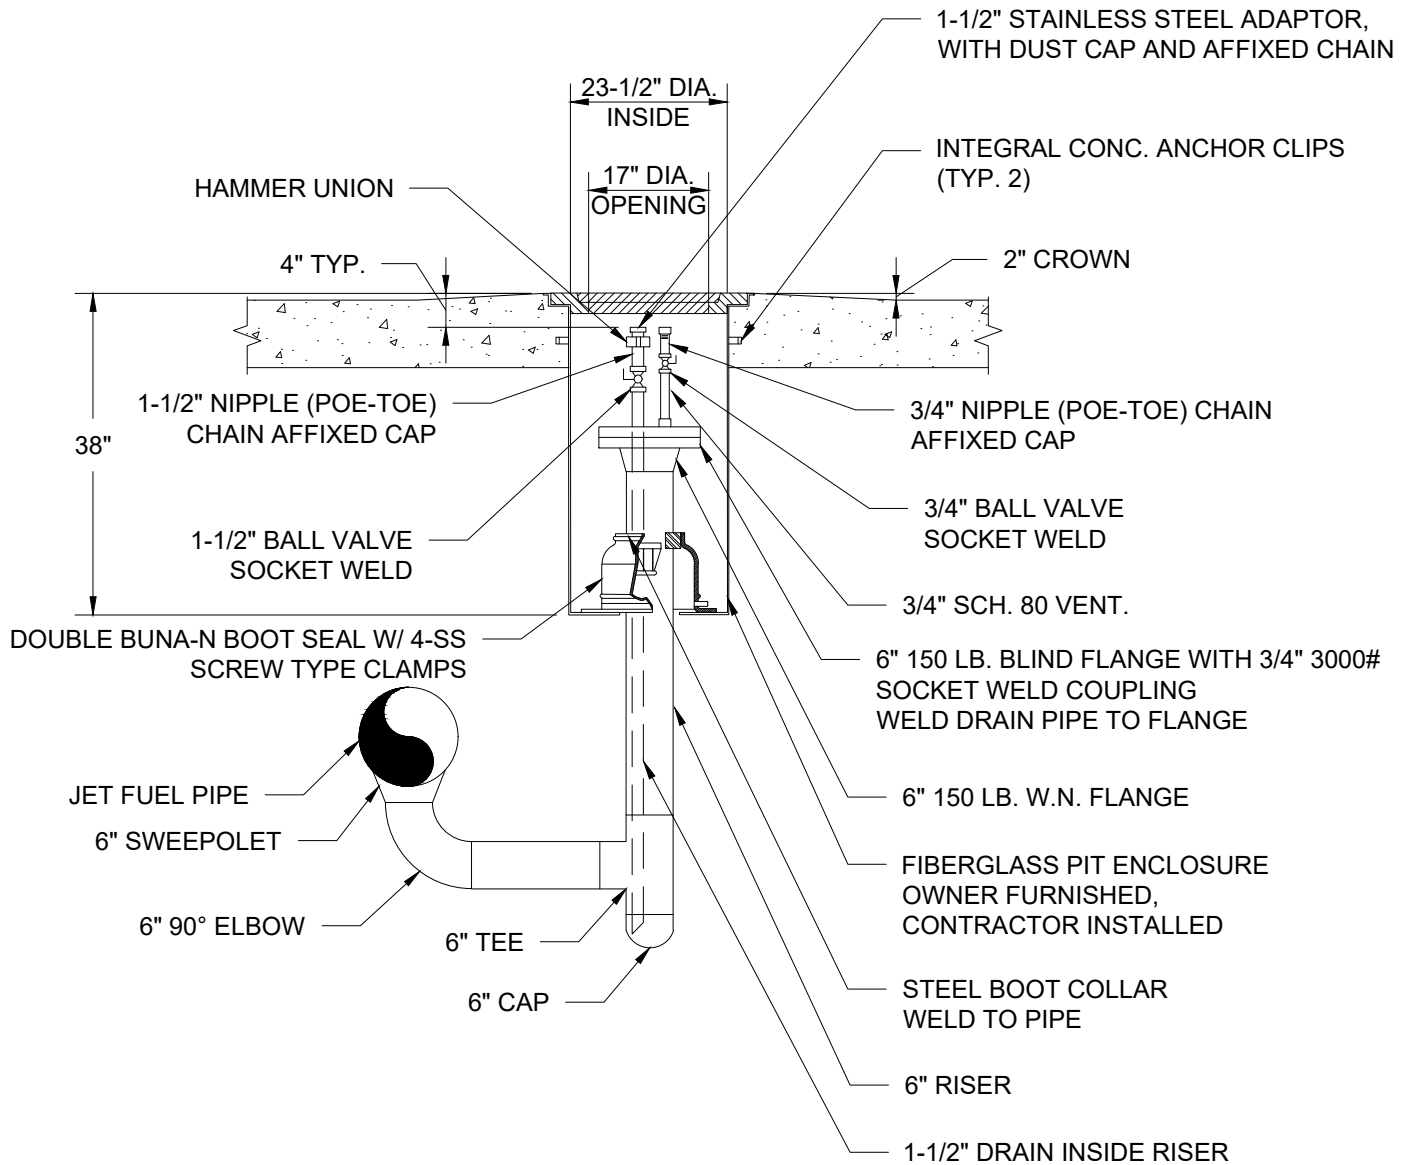 1-1/2" STAINLESS STEEL ADAPTOR,
WITH DUST CAP AND AFFIXED CHAIN
23-1/2" DIA.
INSIDE
INTEGRAL CONC. ANCHOR CLIPS
(TYP. 2)
HAMMER UNION
17" DIA.
OPENING
4" TYP.
2" CROWN
1-1/2" NIPPLE (POE-TOE)
CHAIN AFFIXED CAP
3/4" NIPPLE (POE-TOE) CHAIN
AFFIXED CAP
38"
1-1/2" BALL VALVE
SOCKET WELD
3/4" BALL VALVE
SOCKET WELD
3/4" SCH. 80 VENT.
DOUBLE BUNA-N BOOT SEAL W/ 4-SS
SCREW TYPE CLAMPS
6" 150 LB. BLIND FLANGE WITH 3/4" 3000#
SOCKET WELD COUPLING
WELD DRAIN PIPE TO FLANGE
JET FUEL PIPE
6" 150 LB. W.N. FLANGE
6" SWEEPOLET
FIBERGLASS PIT ENCLOSURE
OWNER FURNISHED,
CONTRACTOR INSTALLED
6" 90° ELBOW
6" TEE
6" CAP
STEEL BOOT COLLAR
WELD TO PIPE
6" RISER
1-1/2" DRAIN INSIDE RISER